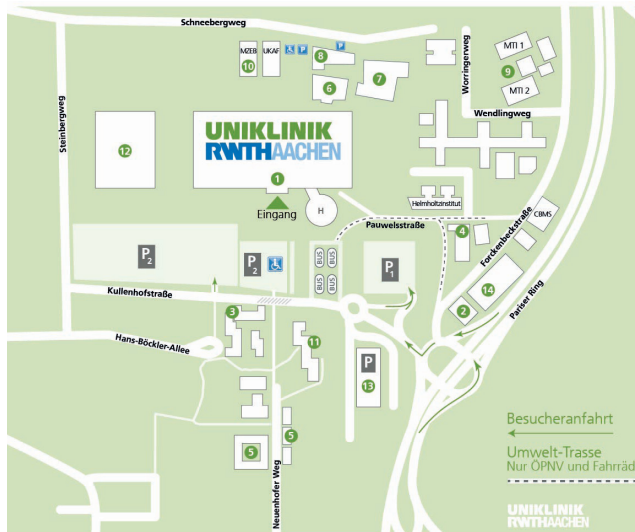 Schneebergweg
MZEB
UKAF
P
P
10
8
7
6
MTI 1
9
MTI 2
Worringerweg
Wendlingweg
Steinbergweg
12
UNIKLINIK
RWTHAACHEN
1
Eingang
H
Helmholtzinstitut
CBMS
Pauwelsstraße
4
Forckenbeckstraße
P2
P2
BUS
BUS
BUS
BUS
P1
14
2
Pariser Ring
Kullenhofstraße
3
Hans-Böckler-Allee
11
P
13
5
5
Neuenhofer Weg
Besucheranfahrt
Umwelt-Trasse
Nur ÖPNV und Fahrräd
UNIKLINIK
RWTHAACHEN